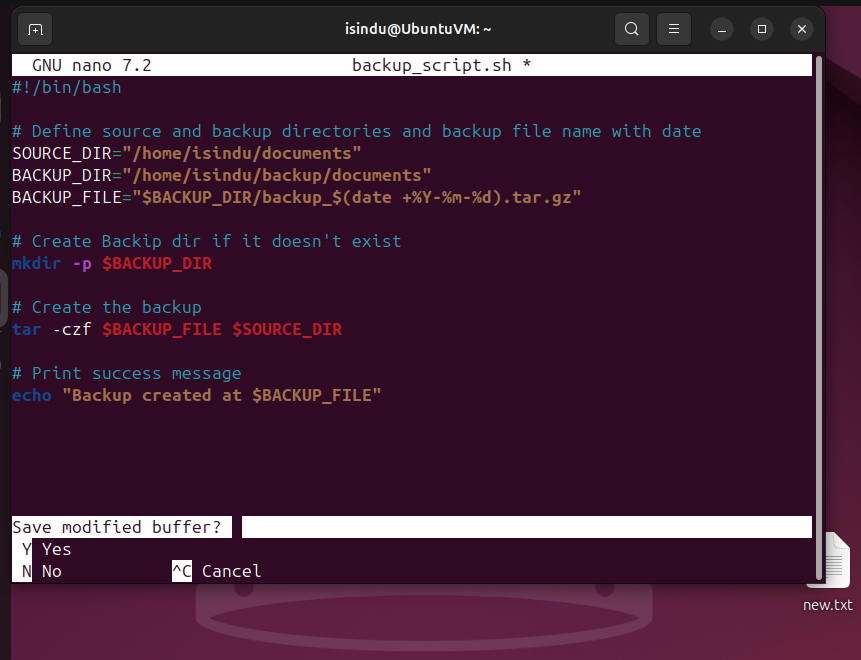 isindu@UbuntuVM: ~
GNU nano 7.2 backup_script.sh *
#!/bin/bash
# Define source and backup directories and backup file name with date
SOURCE_DIR="/home/isindu/documents"
BACKUP_DIR="/home/isindu/backup/documents"
BACKUP_FILE="$BACKUP_DIR/backup_$(date +%Y-%m-%d).tar.gz"
# Create Backip dir if it doesn't exist
mkdir -p $BACKUP_DIR
# Create the backup
tar -czf $BACKUP_FILE $SOURCE_DIR
# Print success message
echo "Backup created at $BACKUP_FILE"
Save modified buffer?
Y Yes
N No ^C Cancel
new.txt